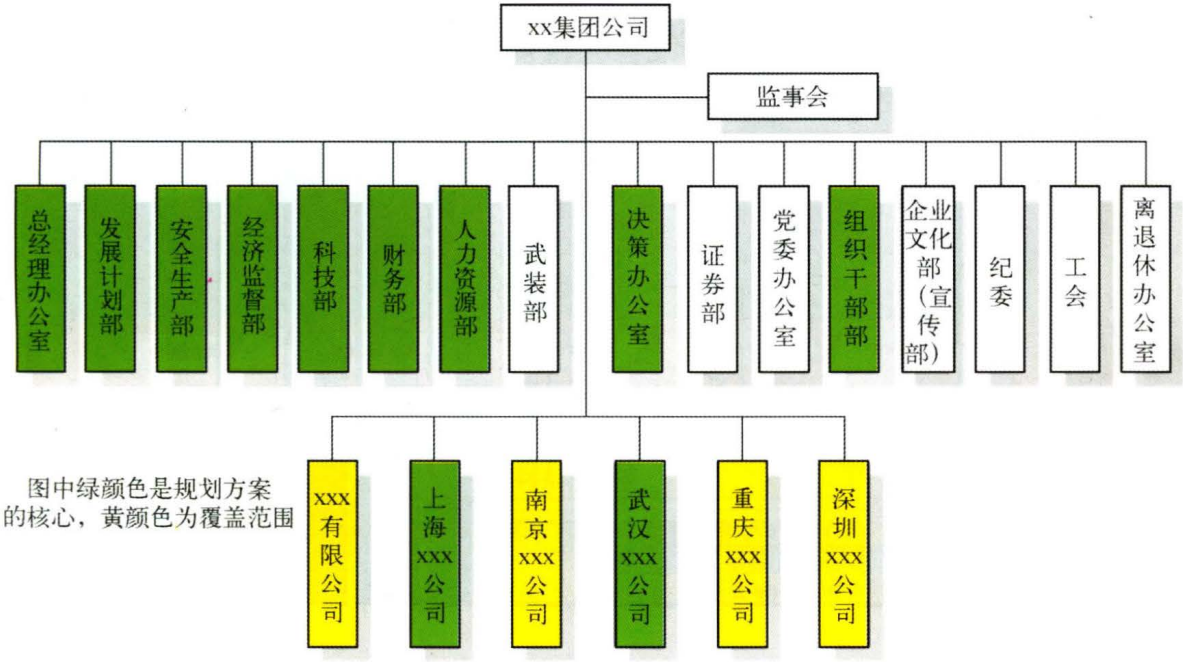 xx集团公司
监事会
总经理办公室
发展计划部
安全生产部
经济监督部
科技部
财务部
人力资源部
武装部
决策办公室
证券部
党委办公室
组织干部部
企业文化部（宣传部）
纪委
工会
离退休办公室
图中绿颜色是规划方案
的核心，黄颜色为覆盖范围
xxx有限公司
上海xxx公司
南京xxx公司
武汉xxx公司
重庆xxx公司
深圳xxx公司